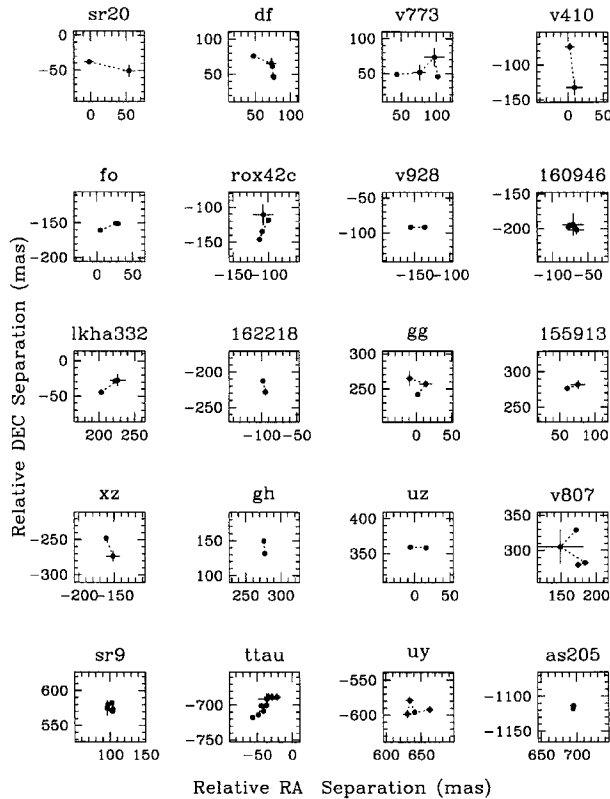 sr20 df v773 v410
0 100 100 -100
-50 50 50 -150
0 50 50 100 50 100 0 50
fo rox42c v928 160946
-150 -100 -50 -150
-200 -150 -100 -200
0 50 -150 -100 -150 -100 -100 -50
lkha332 162218 gg 155913
0 -200 300 300
-50 -250 250 250
200 250 -100 -50 0 50 50 100
xz gh uz v807
-250 150 400 350
-300 100 350 300
-200 -150 250 300 0 50 150 200
sr9 ttau uy as205
600 -700 -550 -1100
550 -750 -600 -1150
100 150 -50 0 600 650 650 700
Relative DEC Separation (mas)
Relative RA Separation (mas)